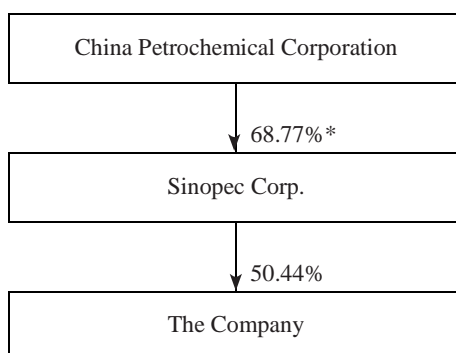 China Petrochemical Corporation
68.77%*
Sinopec Corp.
50.44%
The Company